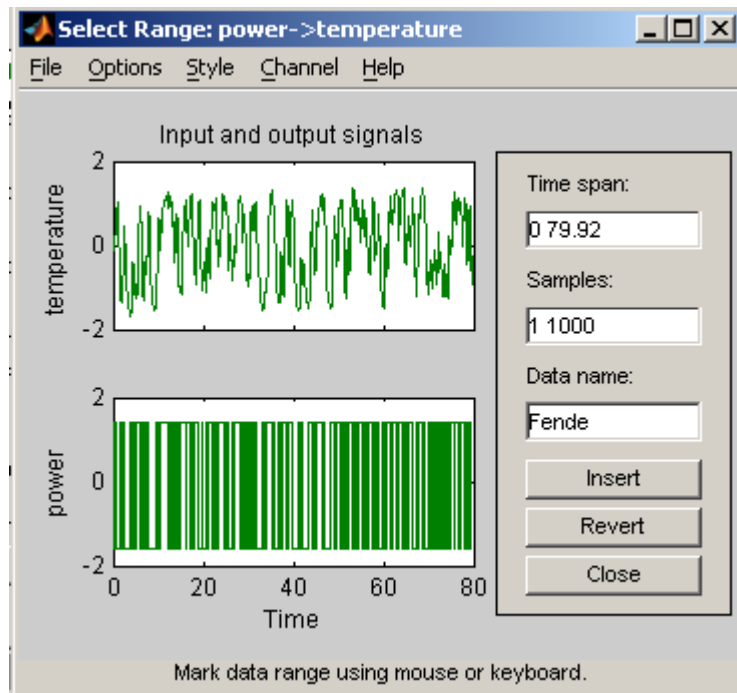 Select Range: power->temperature
File Options Style Channel Help
Input and output signals
2
0
-2
temperature
2
0
-2
power
0 20 40 60 80
Time
Time span:
0 79.92
Samples:
1 1000
Data name:
Fende
Insert
Revert
Close
Mark data range using mouse or keyboard.